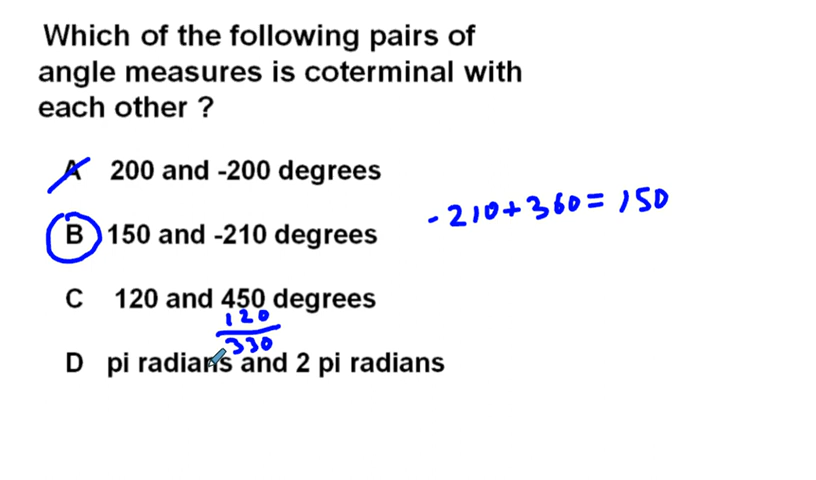 Which of the following pairs of
angle measures is coterminal with
each other ?
A 200 and -200 degrees
B 150 and -210 degrees
-210+360=150
C 120 and 450 degrees
120
330
D pi radians and 2 pi radians